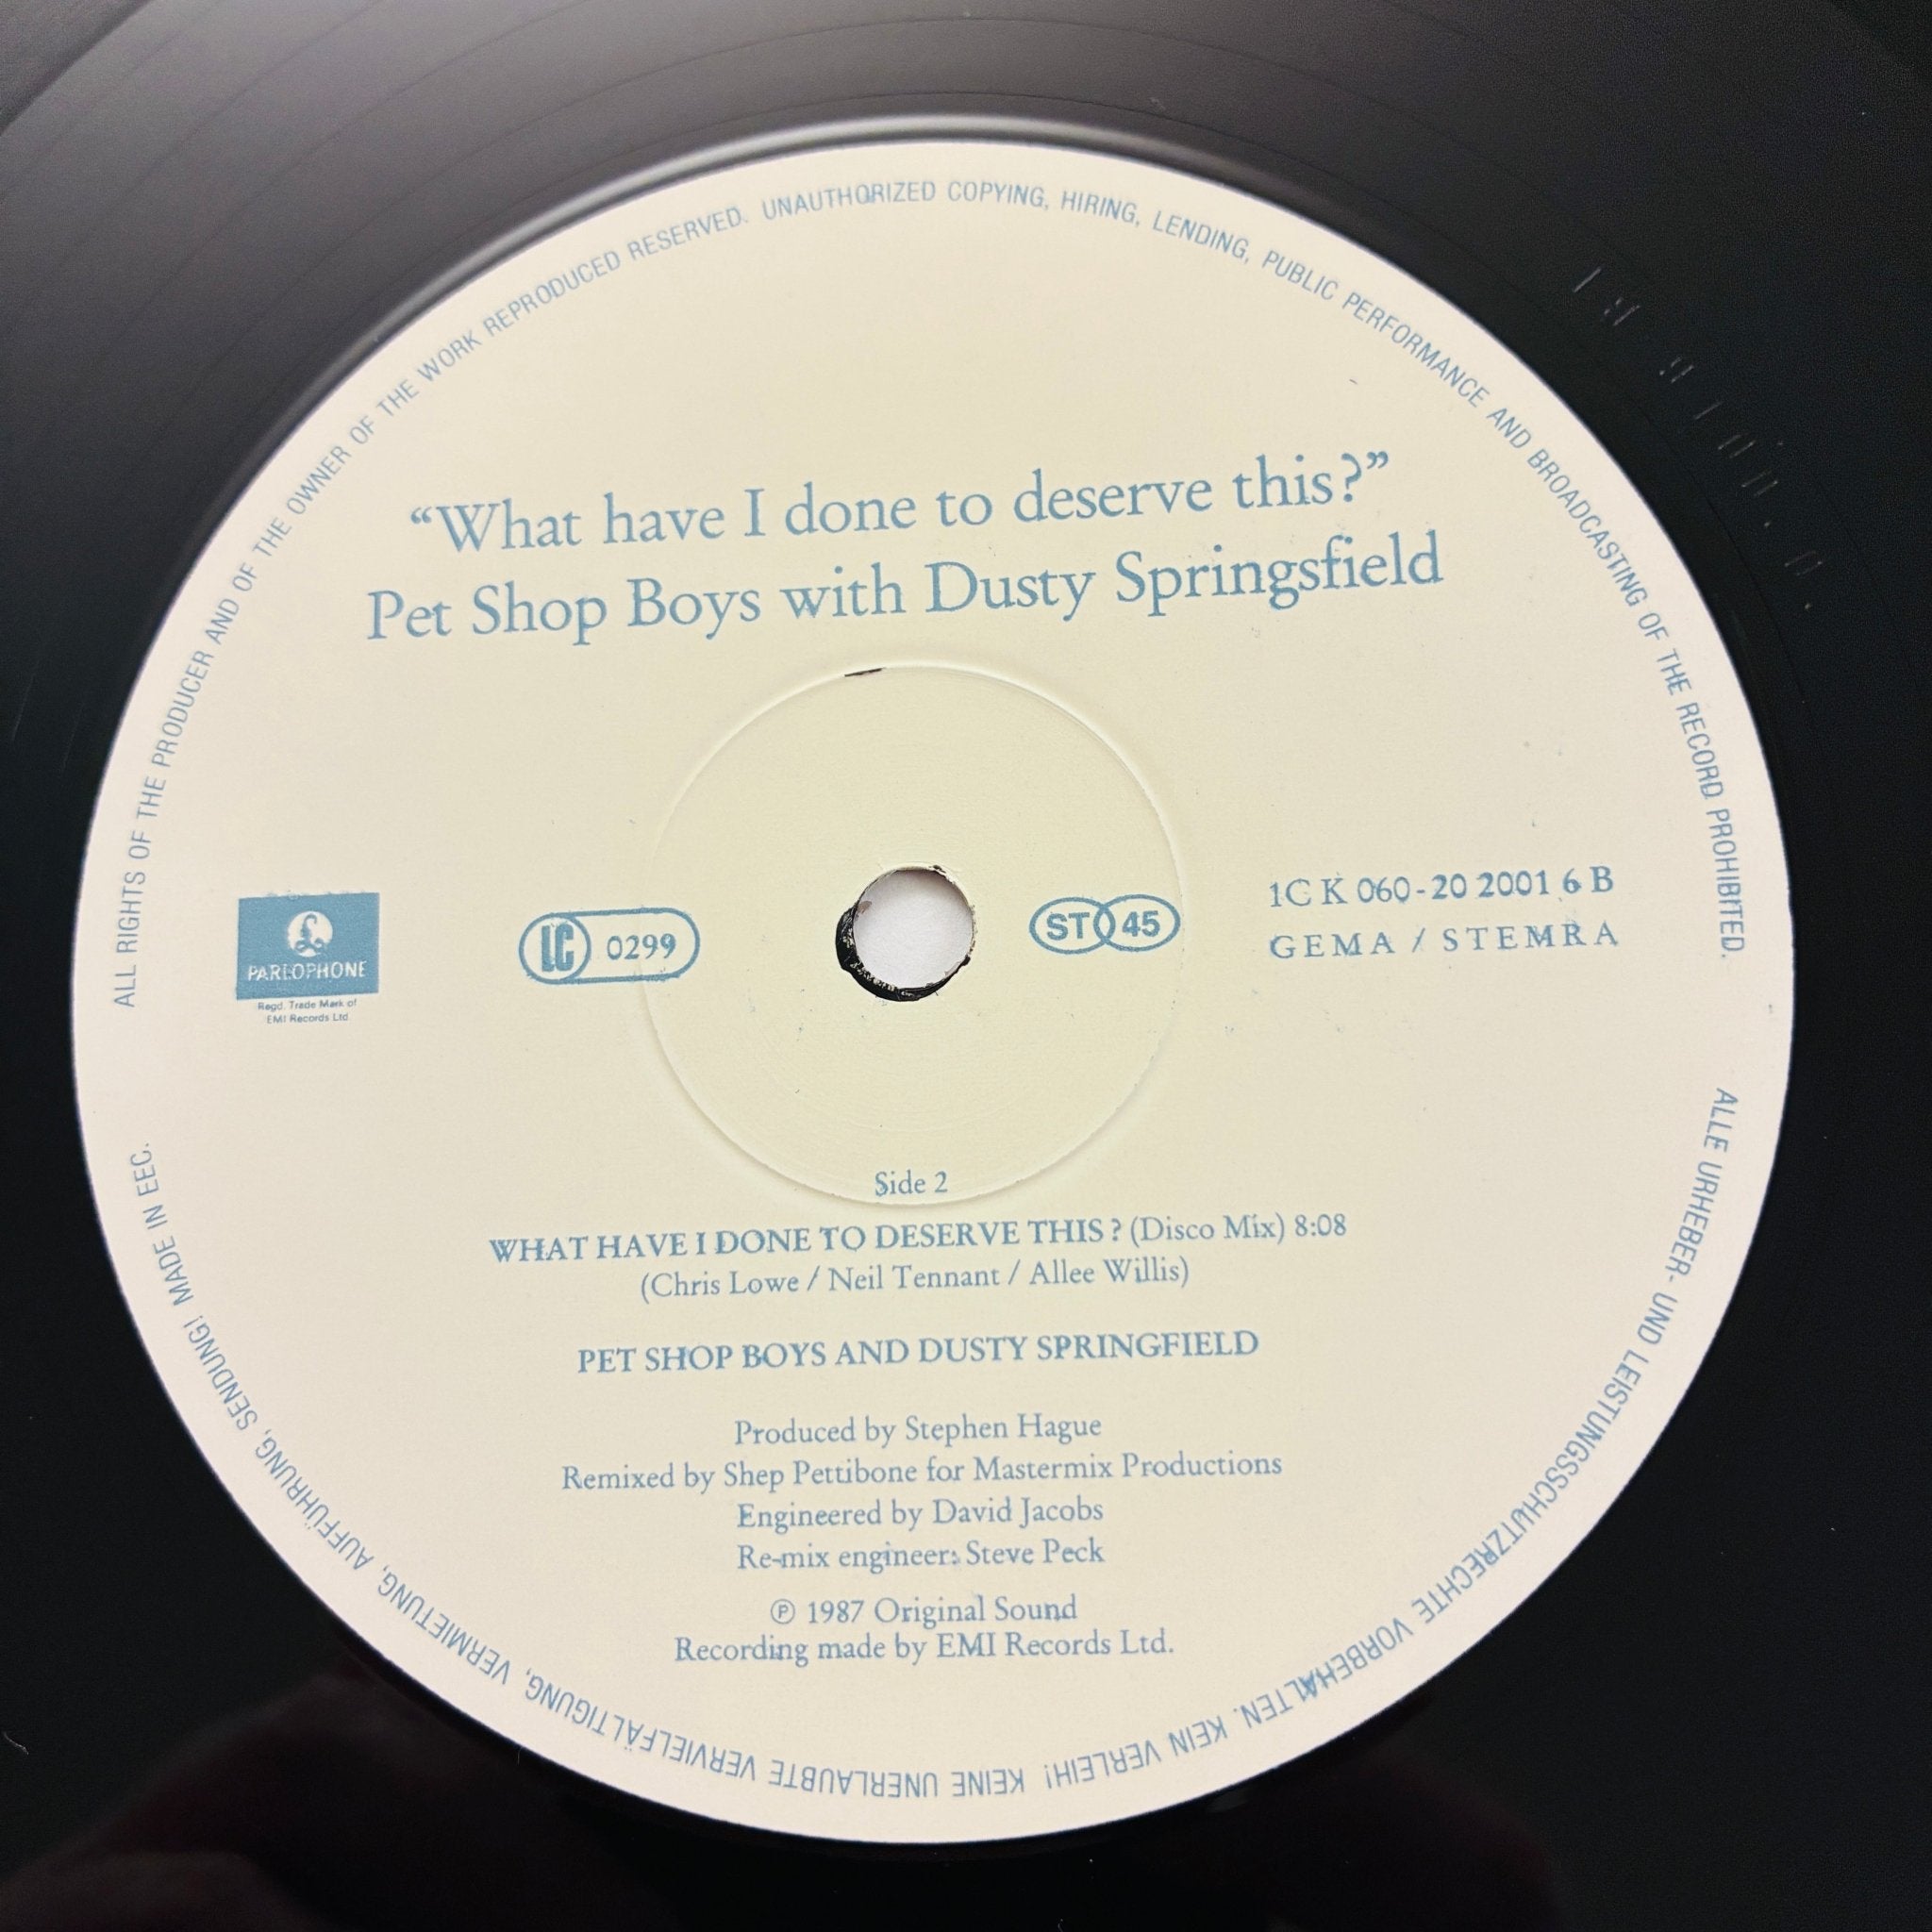 ALL RIGHTS OF THE PRODUCER AND OF THE OWNER OF THE WORK REPRODUCED RESERVED. UNAUTHORIZED COPYING, HIRING, LENDING, PUBLIC PERFORMANCE AND BROADCASTING OF THE RECORD PROHIBITED.
“What have I done to deserve this?”
Pet Shop Boys with Dusty Springsfield
PARLOPHONE
Regd. Trade Mark of
EMI Records Ltd
LC 0299
ST 45
1C K 060-20 2001 6 B
GEMA / STEMRA
Side 2
WHAT HAVE I DONE TO DESERVE THIS? (Disco Mix) 8:08
(Chris Lowe / Neil Tennant / Allee Willis)
PET SHOP BOYS AND DUSTY SPRINGFIELD
Produced by Stephen Hague
Remixed by Shep Pettibone for Mastermix Productions
Engineered by David Jacobs
Re-mix engineer: Steve Peck
℗ 1987 Original Sound
Recording made by EMI Records Ltd.
ALLE URHEBER- UND LEISTUNGSSCHUTZRECHTE VORBEHALTEN. KEIN VERLEIH! KEINE UNERLAUBTE VERVIELFÄLTIGUNG, VERMIETUNG, AUFFÜHRUNG, SENDUNG! MADE IN EEC.